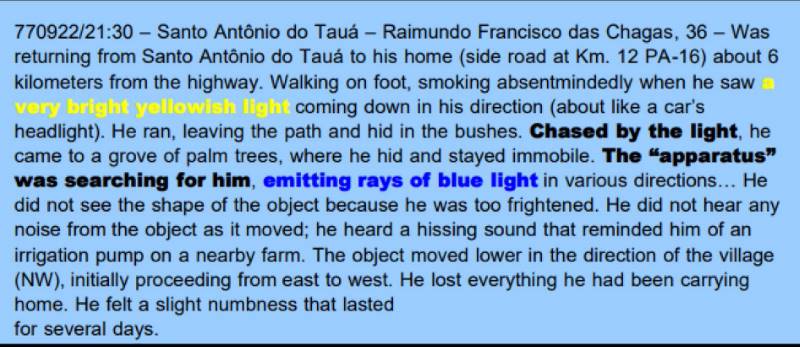 770922/21:30 – Santo Antônio do Tauá – Raimundo Francisco das Chagas, 36 – Was
returning from Santo Antônio do Tauá to his home (side road at Km. 12 PA-16) about 6
kilometers from the highway. Walking on foot, smoking absentmindedly when he saw a
very bright yellowish light coming down in his direction (about like a car's
headlight). He ran, leaving the path and hid in the bushes. Chased by the light, he
came to a grove of palm trees, where he hid and stayed immobile. The “apparatus”
was searching for him, emitting rays of blue light in various directions… He
did not see the shape of the object because he was too frightened. He did not hear any
noise from the object as it moved; he heard a hissing sound that reminded him of an
irrigation pump on a nearby farm. The object moved lower in the direction of the village
(NW), initially proceeding from east to west. He lost everything he had been carrying
home. He felt a slight numbness that lasted
for several days.